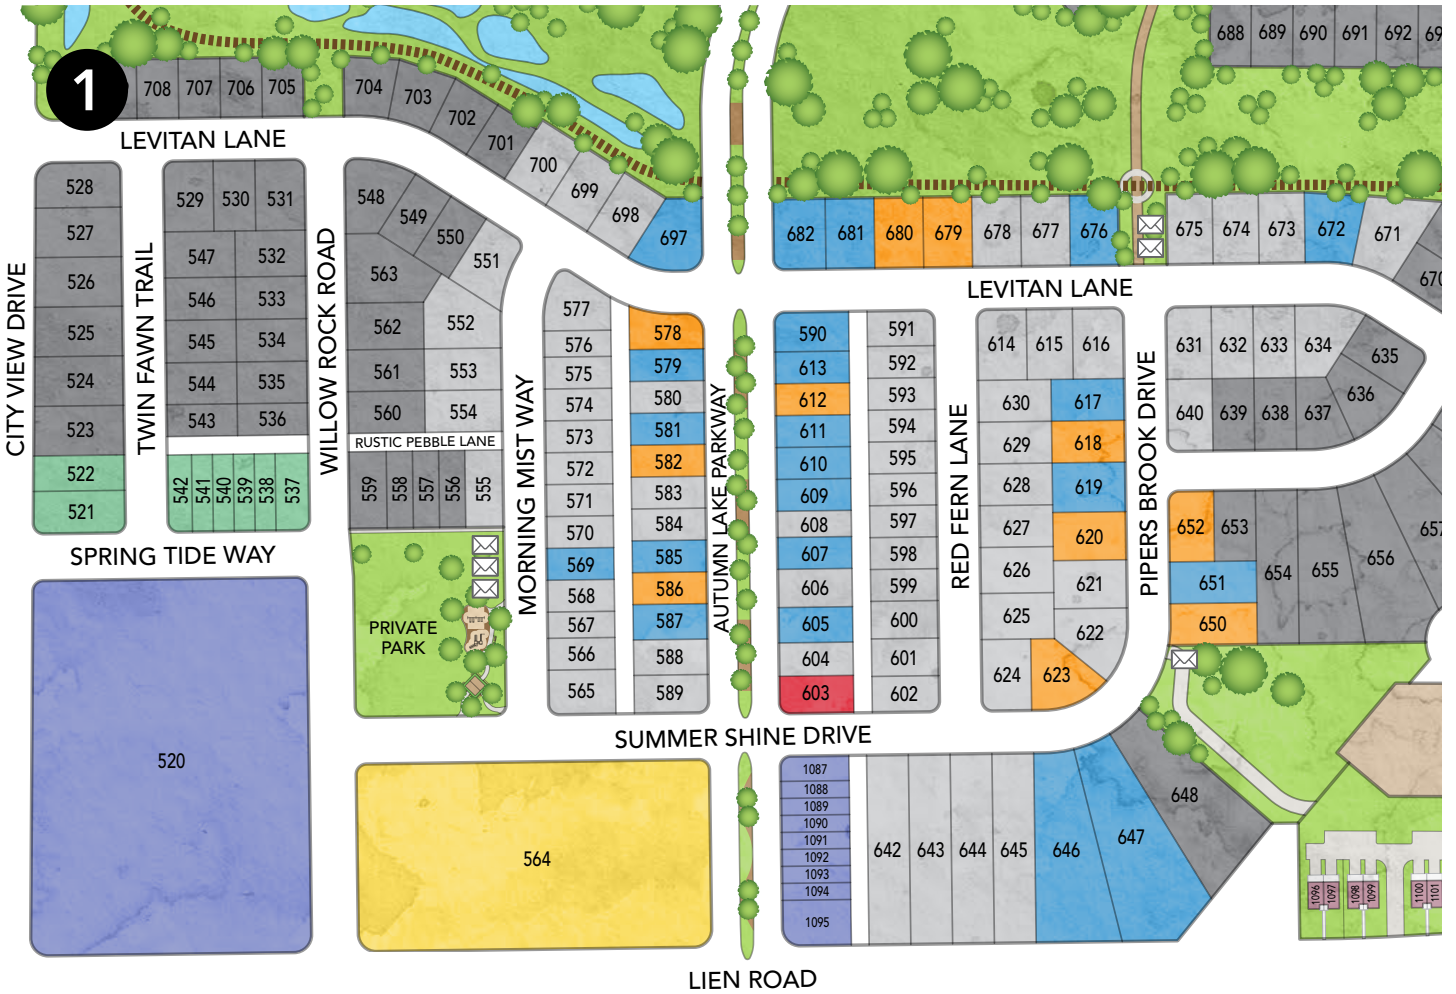 1
708 707 706 705
704 703 702 701 700 699 698 697
688 689 690 691 692
LEVITAN LANE
528
527
526
525
524
523
522
521
CITY VIEW DRIVE
TWIN FAWN TRAIL
529 530 531
547 532
546 533
545 534
544 535
543 536
542 541 540 539 538 537
WILLOW ROCK ROAD
548 549 550 551
563
562 552
561 553
560 554
RUSTIC PEBBLE LANE
559 558 557 556 555
SPRING TIDE WAY
520
PRIVATE
PARK
MORNING MIST WAY
577
576
575
574
573
572
571
570
569
568
567
566
565
578
579
580
581
582
583
584
585
586
587
588
589
AUTUMN LAKE PARKWAY
682 681 680 679 678 677 676
675 674 673 672 671 670
LEVITAN LANE
590 591
613 592
612 593
611 594
610 595
609 596
608 597
607 598
606 599
605 600
604 601
603 602
RED FERN LANE
614 615 616
630 617
629 618
628 619
627 620
626 621
625 622
624 623
PIPERS BROOK DRIVE
631 632 633 634 635
640 639 638 637 636
652 653 654 655 656 657
651
650
SUMMER SHINE DRIVE
564
1087
1088
1089
1090
1091
1092
1093
1094
1095
642 643 644 645 646 647 648
1096 1097 1098 1099 1100 1101
LIEN ROAD